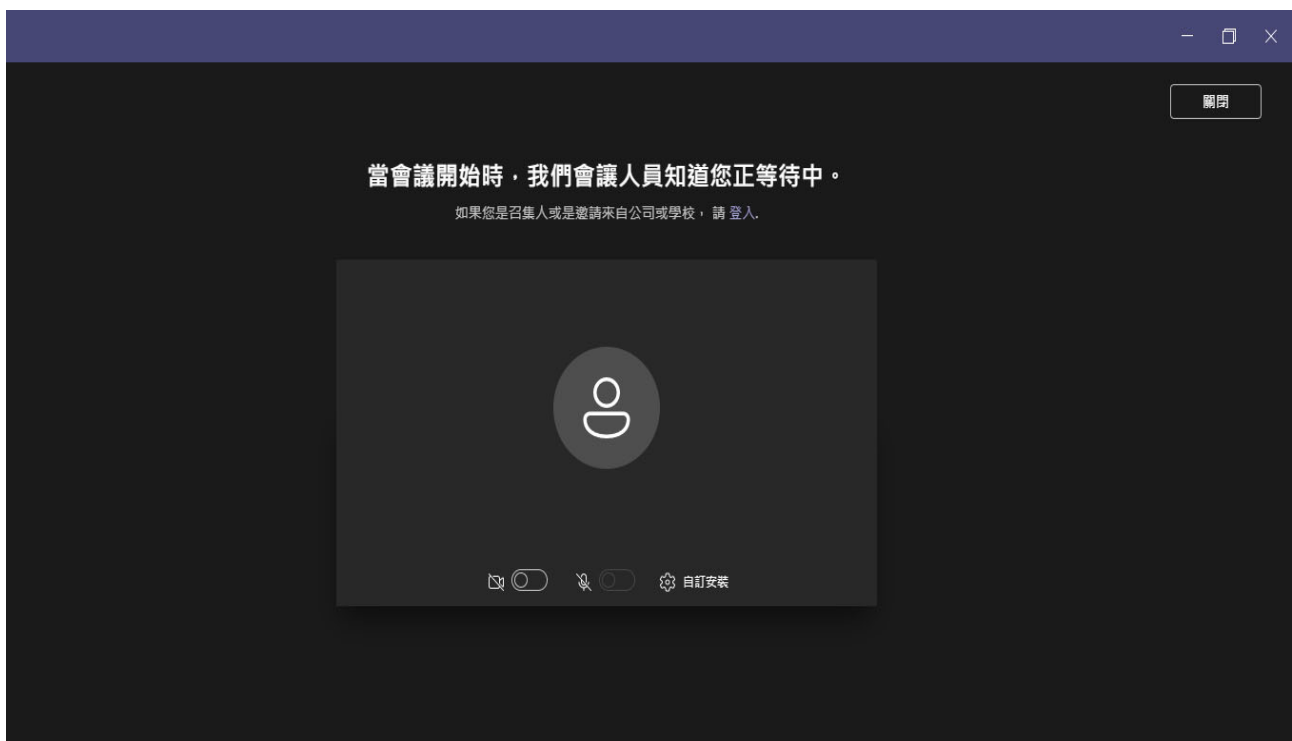 關閉
當會議開始時，我們會讓人員知道您正等待中。
如果您是召集人或是邀請來自公司或學校， 請 登入.
自訂安裝